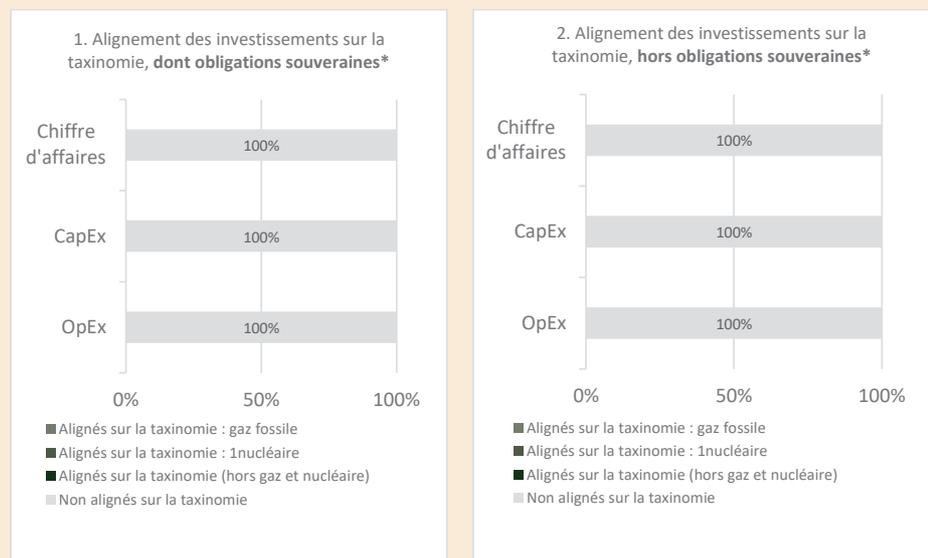 1. Alignement des investissements sur la
taxinomie, dont obligations souveraines*
Chiffre
d'affaires
100%
CapEx
100%
OpEx
100%
0% 50% 100%
Alignés sur la taxinomie : gaz fossile
Alignés sur la taxinomie : 1nucléaire
Alignés sur la taxinomie (hors gaz et nucléaire)
Non alignés sur la taxinomie
2. Alignement des investissements sur la
taxinomie, hors obligations souveraines*
Chiffre
d'affaires
100%
CapEx
100%
OpEx
100%
0% 50% 100%
Alignés sur la taxinomie : gaz fossile
Alignés sur la taxinomie : 1nucléaire
Alignés sur la taxinomie (hors gaz et nucléaire)
Non alignés sur la taxinomie